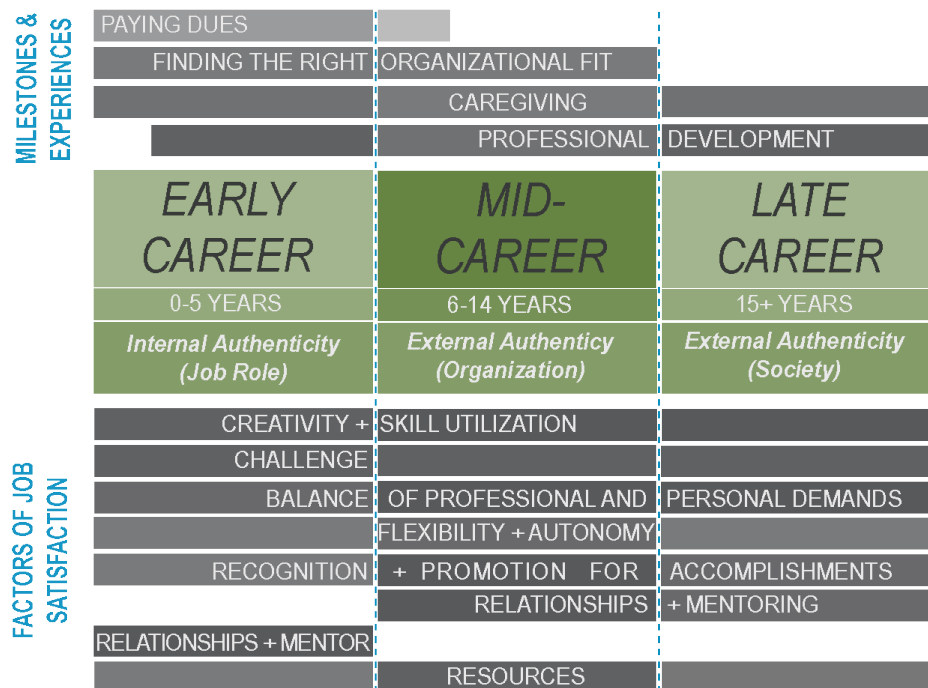 MILESTONES &
EXPERIENCES
PAYING DUES
FINDING THE RIGHT ORGANIZATIONAL FIT
CAREGIVING
PROFESSIONAL DEVELOPMENT
EARLY
CAREER
MID-
CAREER
LATE
CAREER
0-5 YEARS
6-14 YEARS
15+ YEARS
Internal Authenticity
(Job Role)
External Authenticy
(Organization)
External Authenticity
(Society)
FACTORS OF JOB
SATISFACTION
CREATIVITY + SKILL UTILIZATION
CHALLENGE
BALANCE OF PROFESSIONAL AND PERSONAL DEMANDS
FLEXIBILITY + AUTONOMY
RECOGNITION + PROMOTION FOR ACCOMPLISHMENTS
RELATIONSHIPS + MENTORING
RELATIONSHIPS + MENTOR
RESOURCES